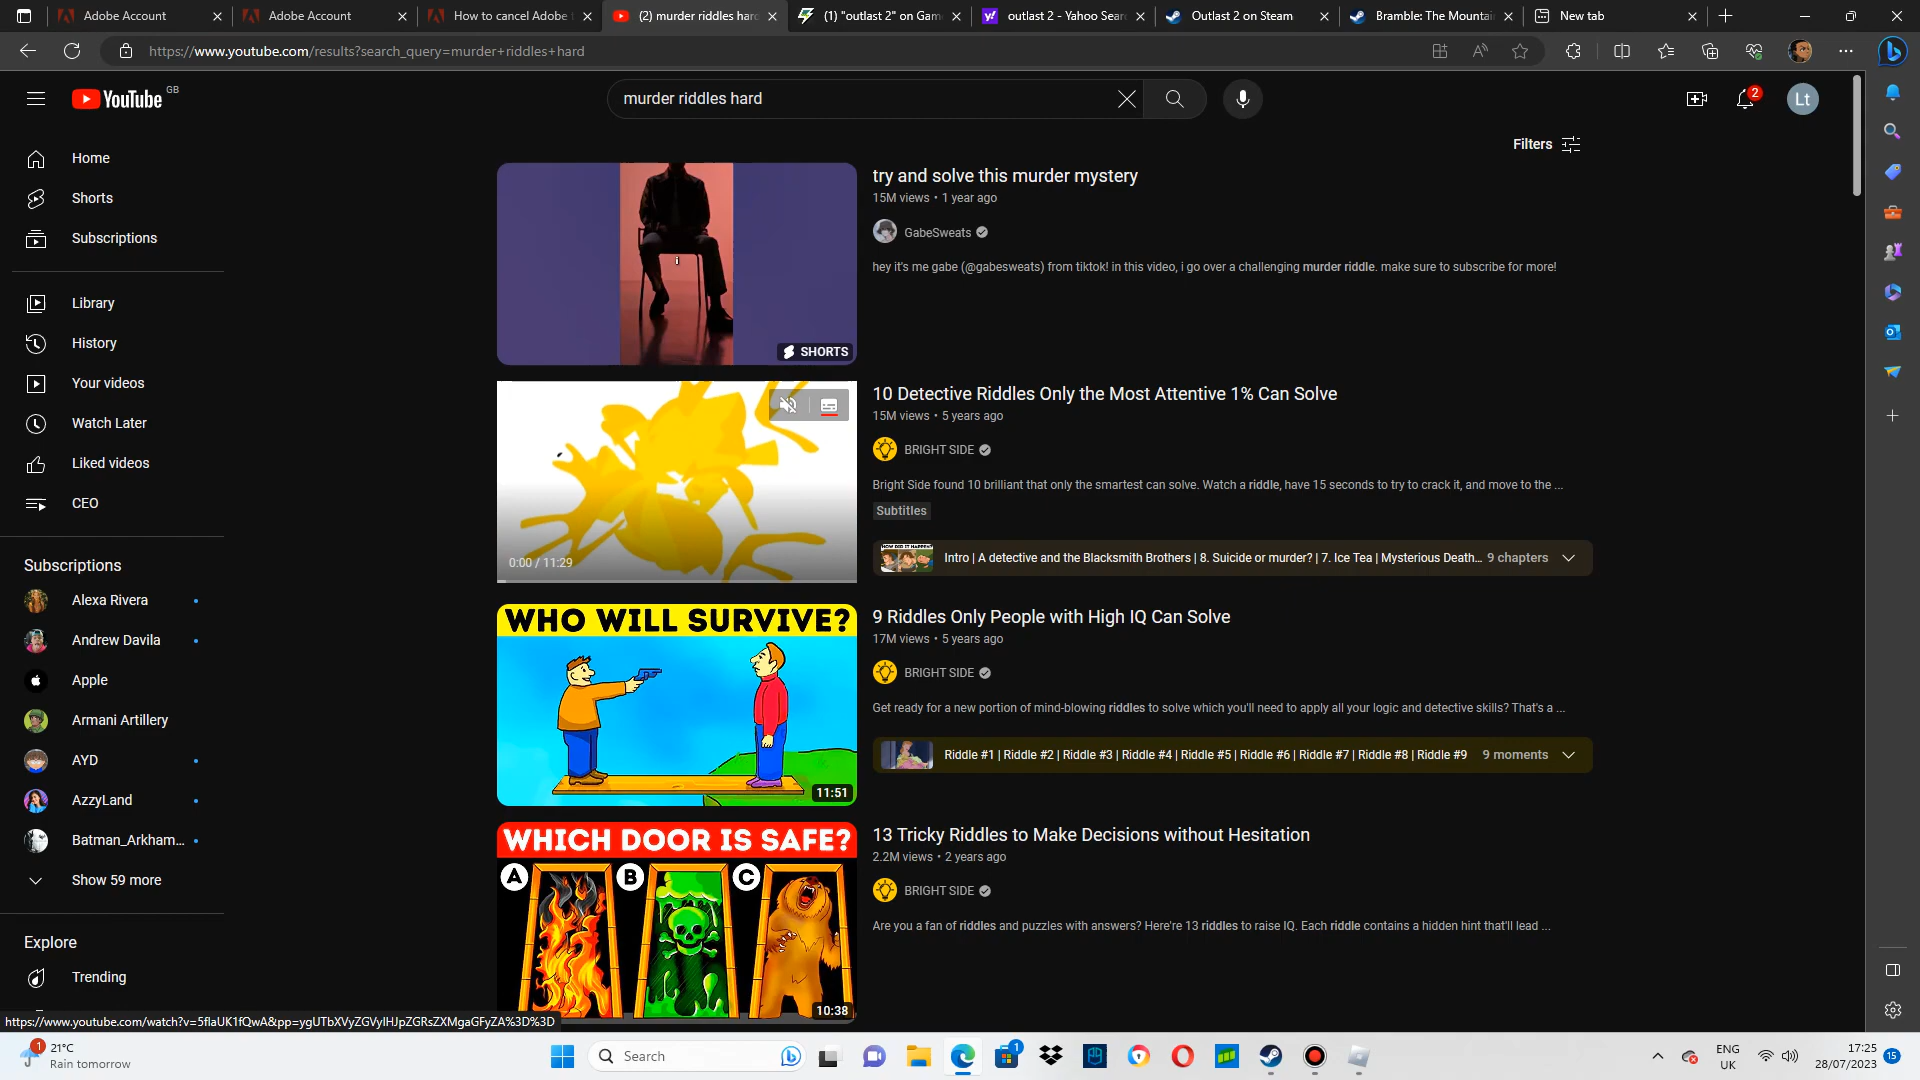 Adobe Account
Adobe Account
How to cancel Adobe
(2) murder riddles hard
(1) "outlast 2" on Gam
outlast 2 - Yahoo Sear
Outlast 2 on Steam
Bramble: The Mountai
New tab
https://www.youtube.com/results?search_query=murder+riddles+hard
YouTube GB
murder riddles hard
2
Lt
Filters
Home
Shorts
Subscriptions
Library
History
Your videos
Watch Later
Liked videos
CEO
Subscriptions
Alexa Rivera
Andrew Davila
Apple
Armani Artillery
AYD
AzzyLand
Batman_Arkham...
Show 59 more
Explore
Trending
i
SHORTS
try and solve this murder mystery
15M views • 1 year ago
GabeSweats
hey it's me gabe (@gabesweats) from tiktok! in this video, i go over a challenging murder riddle. make sure to subscribe for more!
0:00 / 11:29
10 Detective Riddles Only the Most Attentive 1% Can Solve
15M views • 5 years ago
BRIGHT SIDE
Bright Side found 10 brilliant that only the smartest can solve. Watch a riddle, have 15 seconds to try to crack it, and move to the ...
Subtitles
HOW DID IT HAPPEN?
Intro | A detective and the Blacksmith Brothers | 8. Suicide or murder? | 7. Ice Tea | Mysterious Death... 9 chapters
WHO WILL SURVIVE?
11:51
9 Riddles Only People with High IQ Can Solve
17M views • 5 years ago
BRIGHT SIDE
Get ready for a new portion of mind-blowing riddles to solve which you'll need to apply all your logic and detective skills? That's a ...
Riddle #1 | Riddle #2 | Riddle #3 | Riddle #4 | Riddle #5 | Riddle #6 | Riddle #7 | Riddle #8 | Riddle #9 9 moments
WHICH DOOR IS SAFE?
A B C
10:38
13 Tricky Riddles to Make Decisions without Hesitation
2.2M views • 2 years ago
BRIGHT SIDE
Are you a fan of riddles and puzzles with answers? Here're 13 riddles to raise IQ. Each riddle contains a hidden hint that'll lead ...
https://www.youtube.com/watch?v=5flaUK1fQwA&pp=ygUTbXVyZGVyIHJpZGRsZXMgaGFyZA%3D%3D
1
21°C
Rain tomorrow
Search
1
ENG
UK
17:25
28/07/2023
15